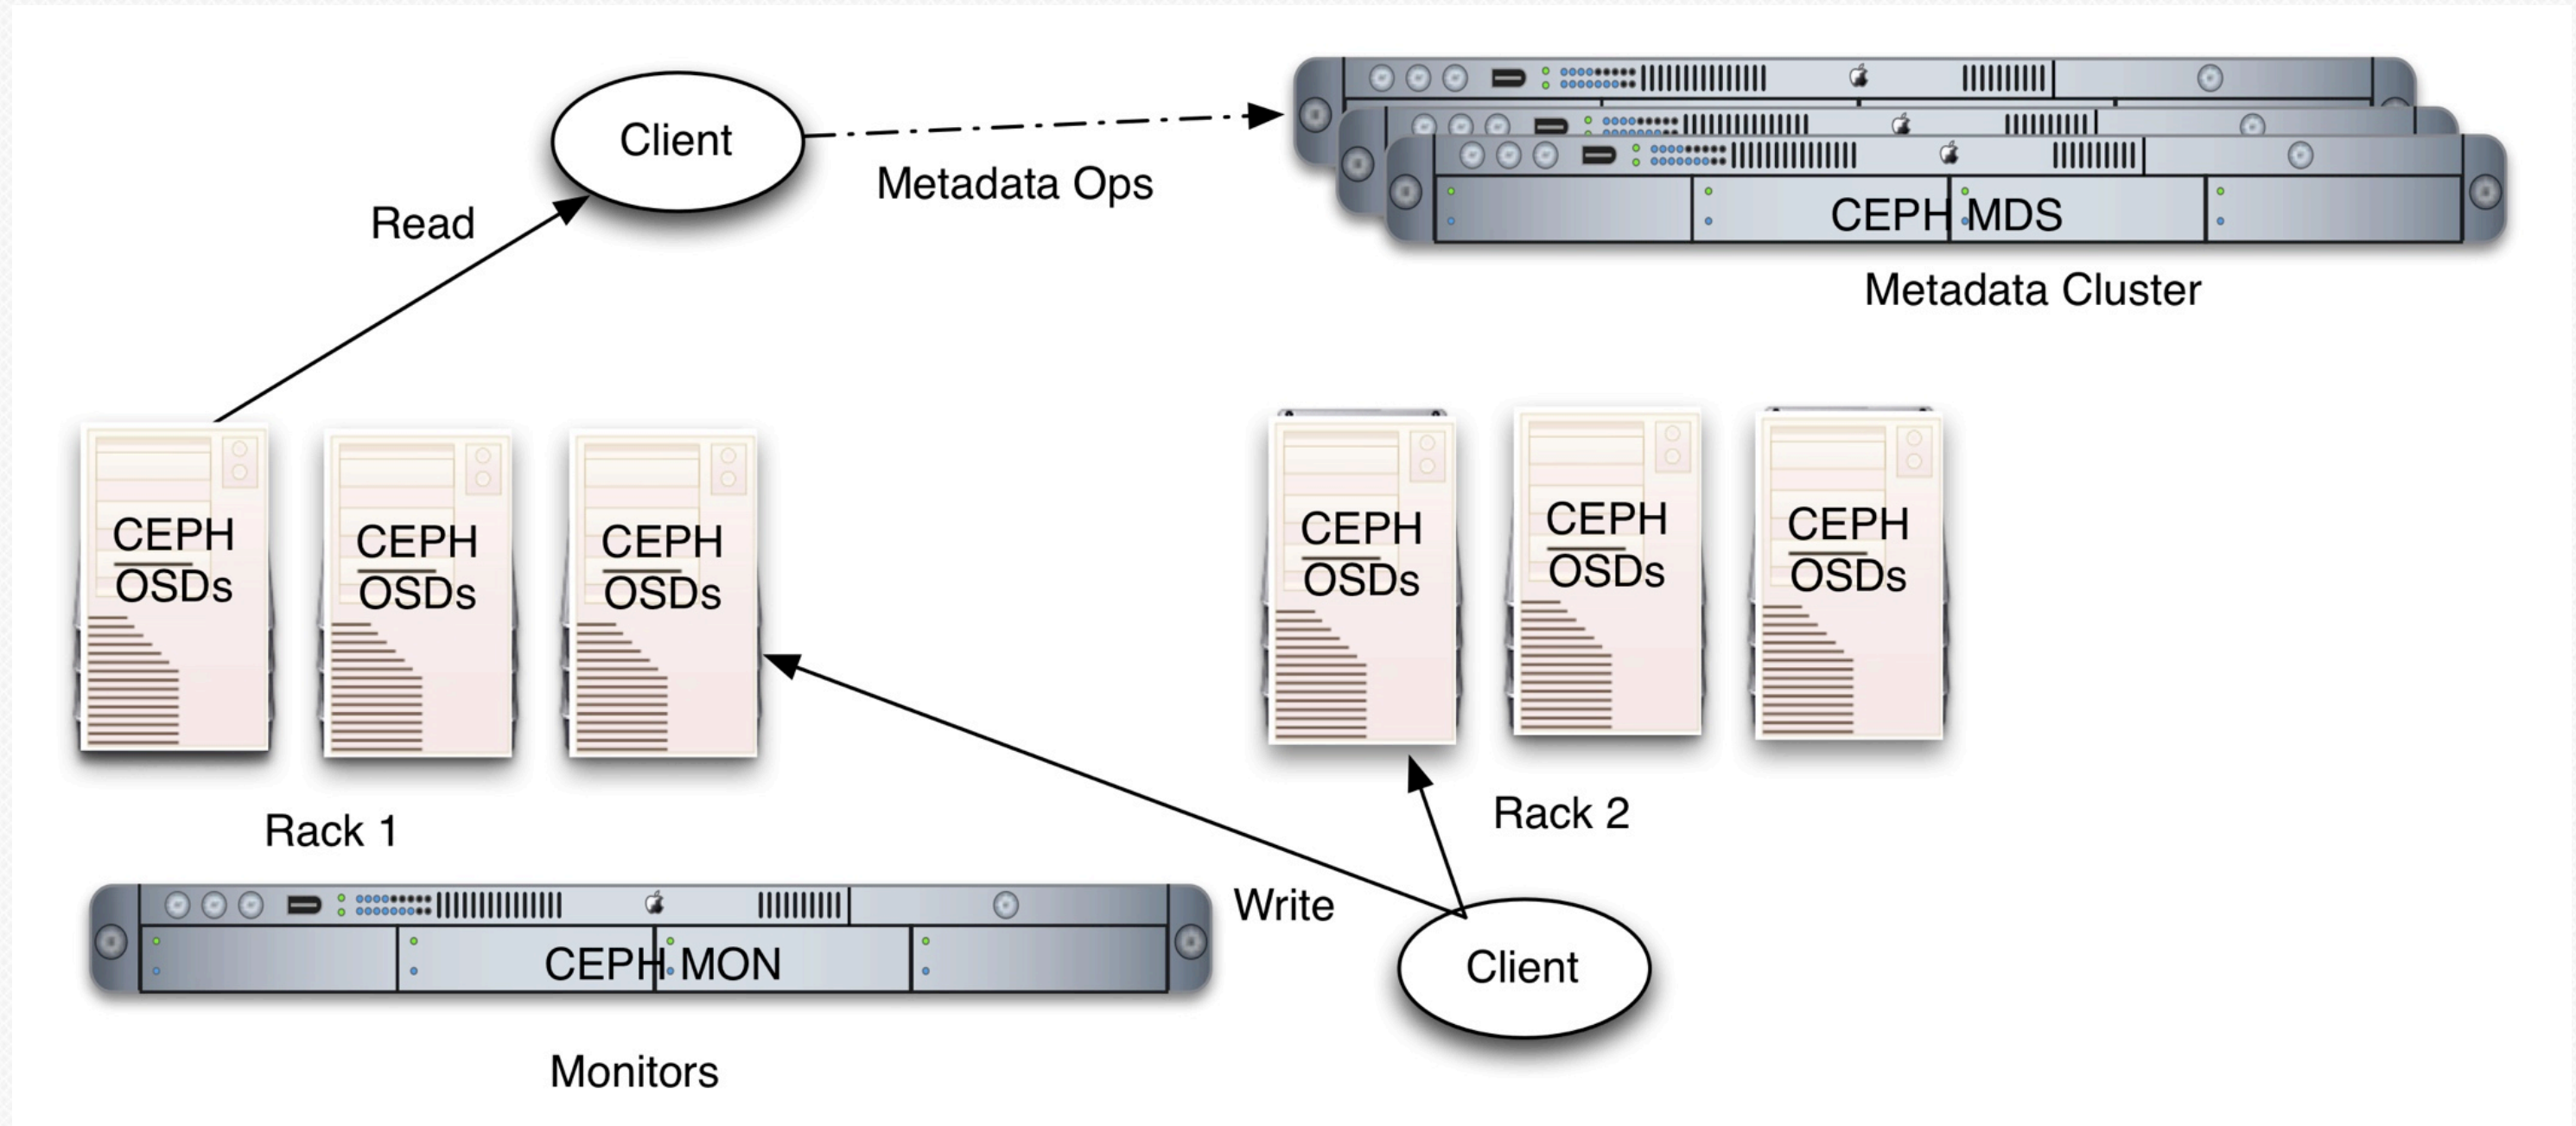 Client
Metadata Ops
Read
CEPH MDS
Metadata Cluster
CEPH
OSDs
CEPH
OSDs
CEPH
OSDs
Rack 1
CEPH
OSDs
CEPH
OSDs
CEPH
OSDs
Rack 2
CEPH MON
Monitors
Write
Client